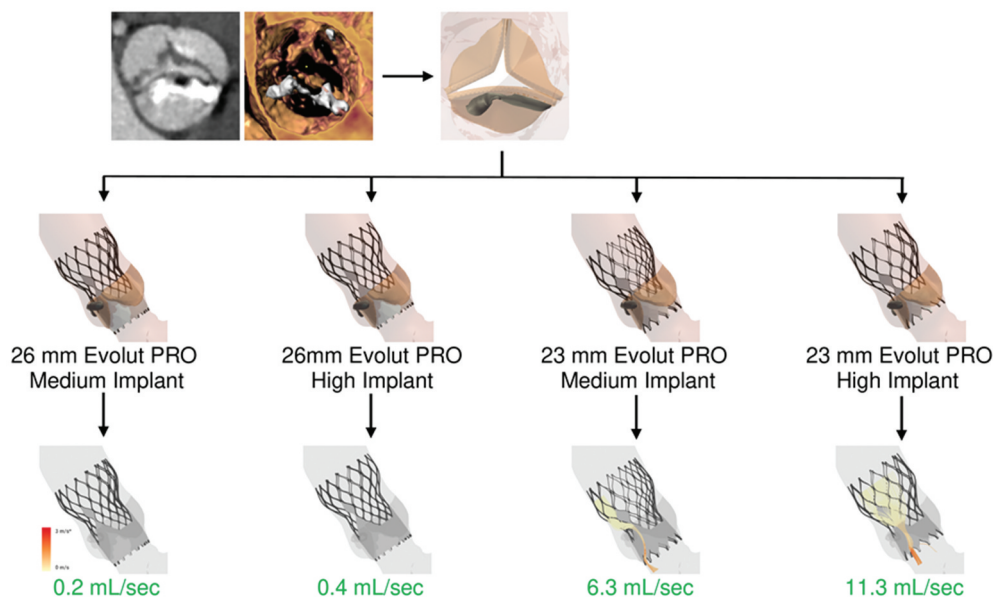 26 mm Evolut PRO
Medium Implant
26mm Evolut PRO
High Implant
23 mm Evolut PRO
Medium Implant
23 mm Evolut PRO
High Implant
0 m/s
0.2 mL/sec
0.4 mL/sec
6.3 mL/sec
11.3 mL/sec